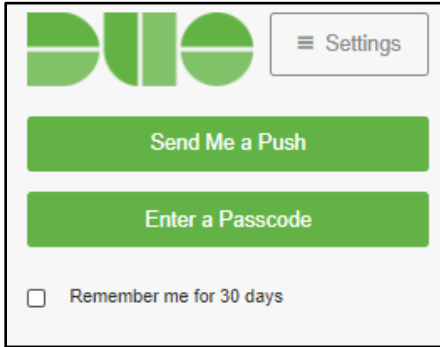 DUO
≡ Settings
Send Me a Push
Enter a Passcode
Remember me for 30 days